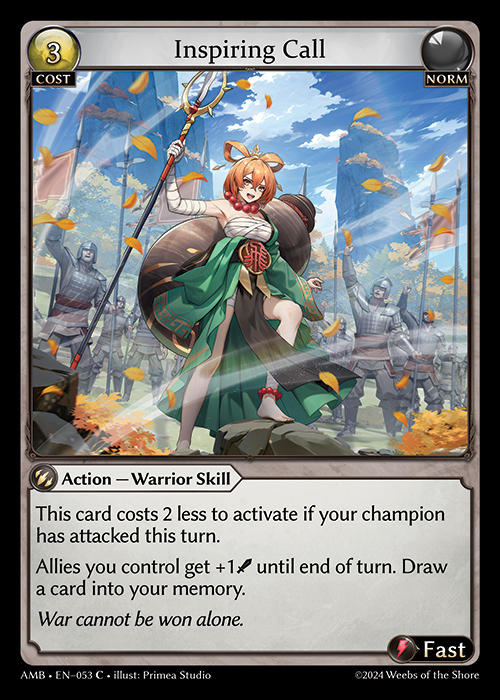 3
Inspiring Call
COST
NORM
Action — Warrior Skill
This card costs 2 less to activate if your champion
has attacked this turn.
Allies you control get +1 until end of turn. Draw
a card into your memory.
War cannot be won alone.
Fast
AMB • EN–053 C • illust: Primea Studio
©2024 Weebs of the Shore